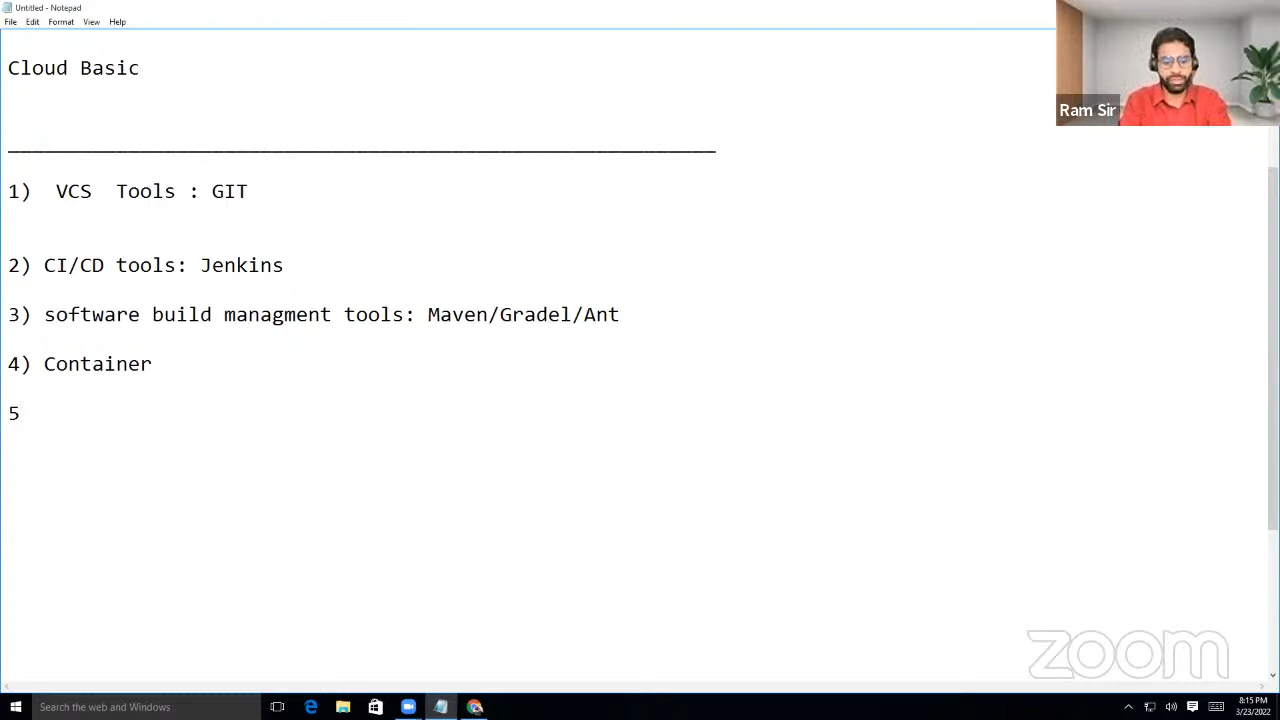 Untitled - Notepad
File Edit Format View Help
Cloud Basic
Ram Sir
___________________________________________________________
1)  VCS  Tools : GIT
2) CI/CD tools: Jenkins
3) software build managment tools: Maven/Gradel/Ant
4) Container
5
zoom
Search the web and Windows
8:15 PM
3/23/2022